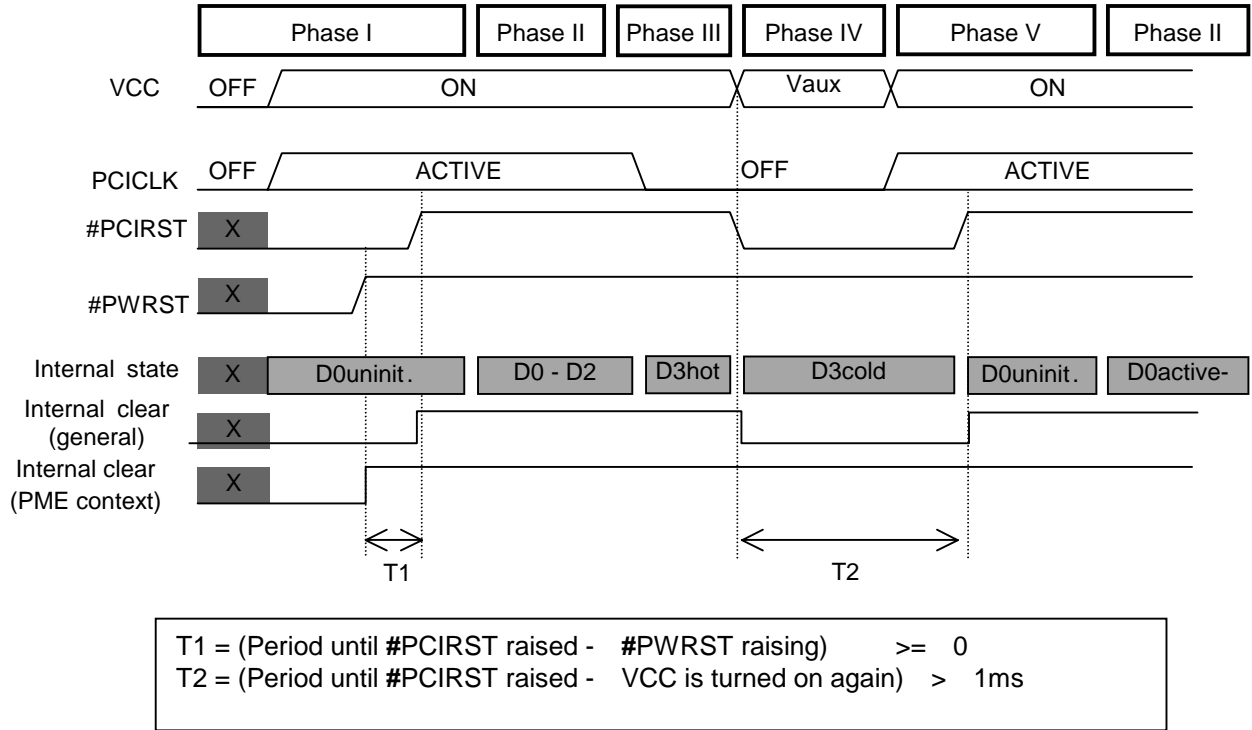 Phase I Phase II Phase III Phase IV Phase V Phase II
VCC OFF ON Vaux ON
PCICLK OFF ACTIVE OFF ACTIVE
#PCIRST X
#PWRST X
Internal state X D0uninit. D0 - D2 D3hot D3cold D0uninit. D0active-
Internal clear
(general) X
Internal clear
(PME context) X
T1 T2
T1 = (Period until #PCIRST raised - #PWRST raising) >= 0
T2 = (Period until #PCIRST raised - VCC is turned on again) > 1ms